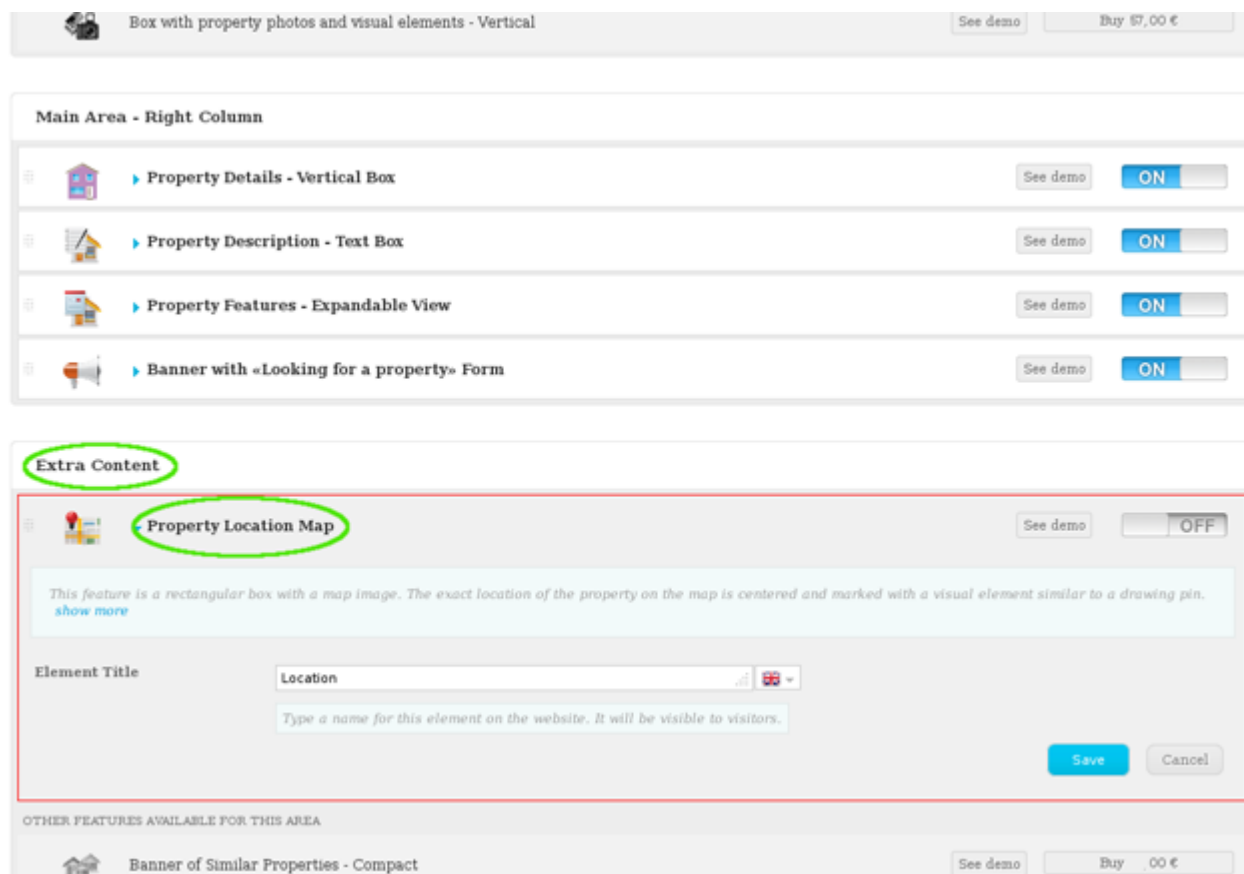 Box with property photos and visual elements - Vertical See demo Buy 57,00 €
Main Area - Right Column
Property Details - Vertical Box See demo ON
Property Description - Text Box See demo ON
Property Features - Expandable View See demo ON
Banner with «Looking for a property» Form See demo ON
Extra Content
Property Location Map See demo OFF
This feature is a rectangular box with a map image. The exact location of the property on the map is centered and marked with a visual element similar to a drawing pin.
show more
Element Title Location
Type a name for this element on the website. It will be visible to visitors.
Save Cancel
OTHER FEATURES AVAILABLE FOR THIS AREA
Banner of Similar Properties - Compact See demo Buy ,00 €